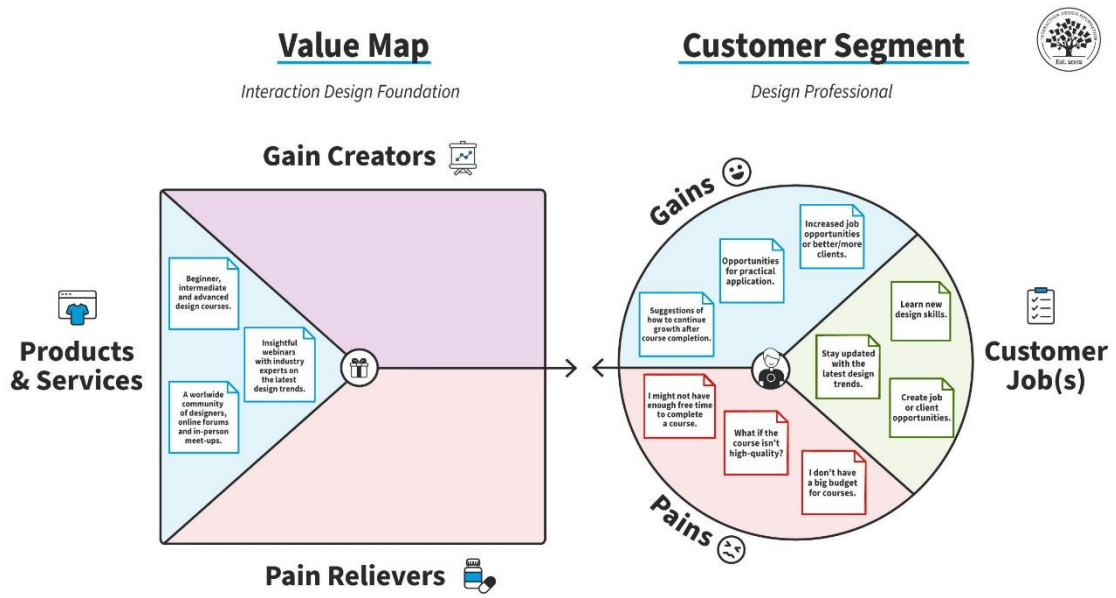 Value Map
Interaction Design Foundation
Customer Segment
Design Professional
INTERACTION DESIGN FOUNDATION
Est. 2002
Gain Creators
Products
& Services
Beginner,
intermediate
and advanced
design courses.
Insightful
webinars
with industry
experts on
the latest
design trends.
A worlwide
community
of designers,
online forums
and in-person
meet-ups.
Pain Relievers
Gains
Increased job
opportunities
or better/more
clients.
Opportunities
for practical
application.
Suggestions of
how to continue
growth after
course completion.
Learn new
design skills.
Stay updated
with the
latest design
trends.
Create job
or client
opportunities.
Customer
Job(s)
I might not have
enough free time
to complete
a course.
What if the
course isn't
high-quality?
I don't have
a big budget
for courses.
Pains